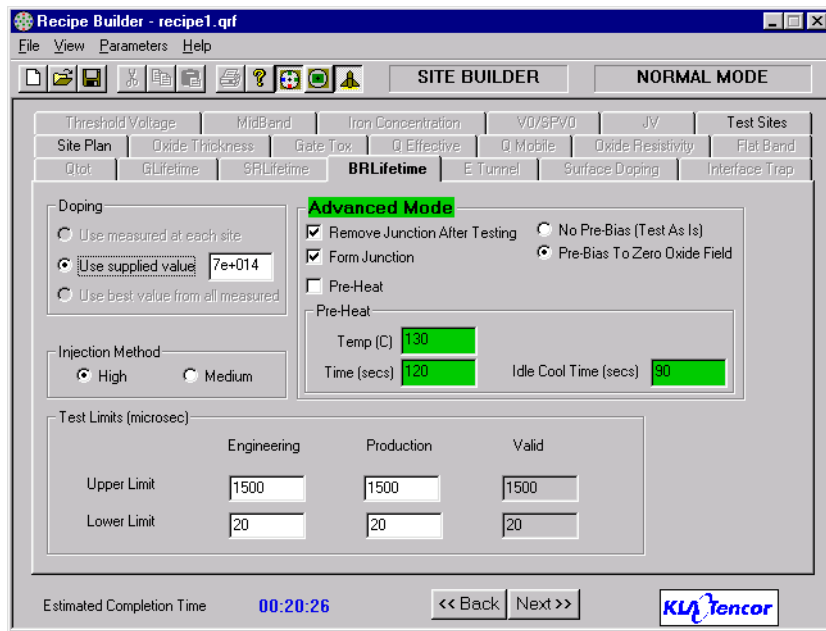 Recipe Builder - recipe1.qrf
File View Parameters Help
SITE BUILDER NORMAL MODE
Threshold Voltage MidBand Iron Concentration V0/SPV0 JV Test Sites
Site Plan Oxide Thickness Gate Tox Q Effective Q Mobile Oxide Resistivity Flat Band
Qtot GLifetime SRLifetime BRLifetime E Tunnel Surface Doping Interface Trap
Doping
Use measured at each site
Use supplied value 7e+014
Use best value from all measured
Injection Method
High Medium
Advanced Mode
Remove Junction After Testing
Form Junction
Pre-Heat
No Pre-Bias (Test As Is)
Pre-Bias To Zero Oxide Field
Pre-Heat
Temp (C) 130
Time (secs) 120 Idle Cool Time (secs) 90
Test Limits (microsec)
Engineering Production Valid
Upper Limit 1500 1500 1500
Lower Limit 20 20 20
Estimated Completion Time 00:20:26 << Back Next >>
KLA Tencor